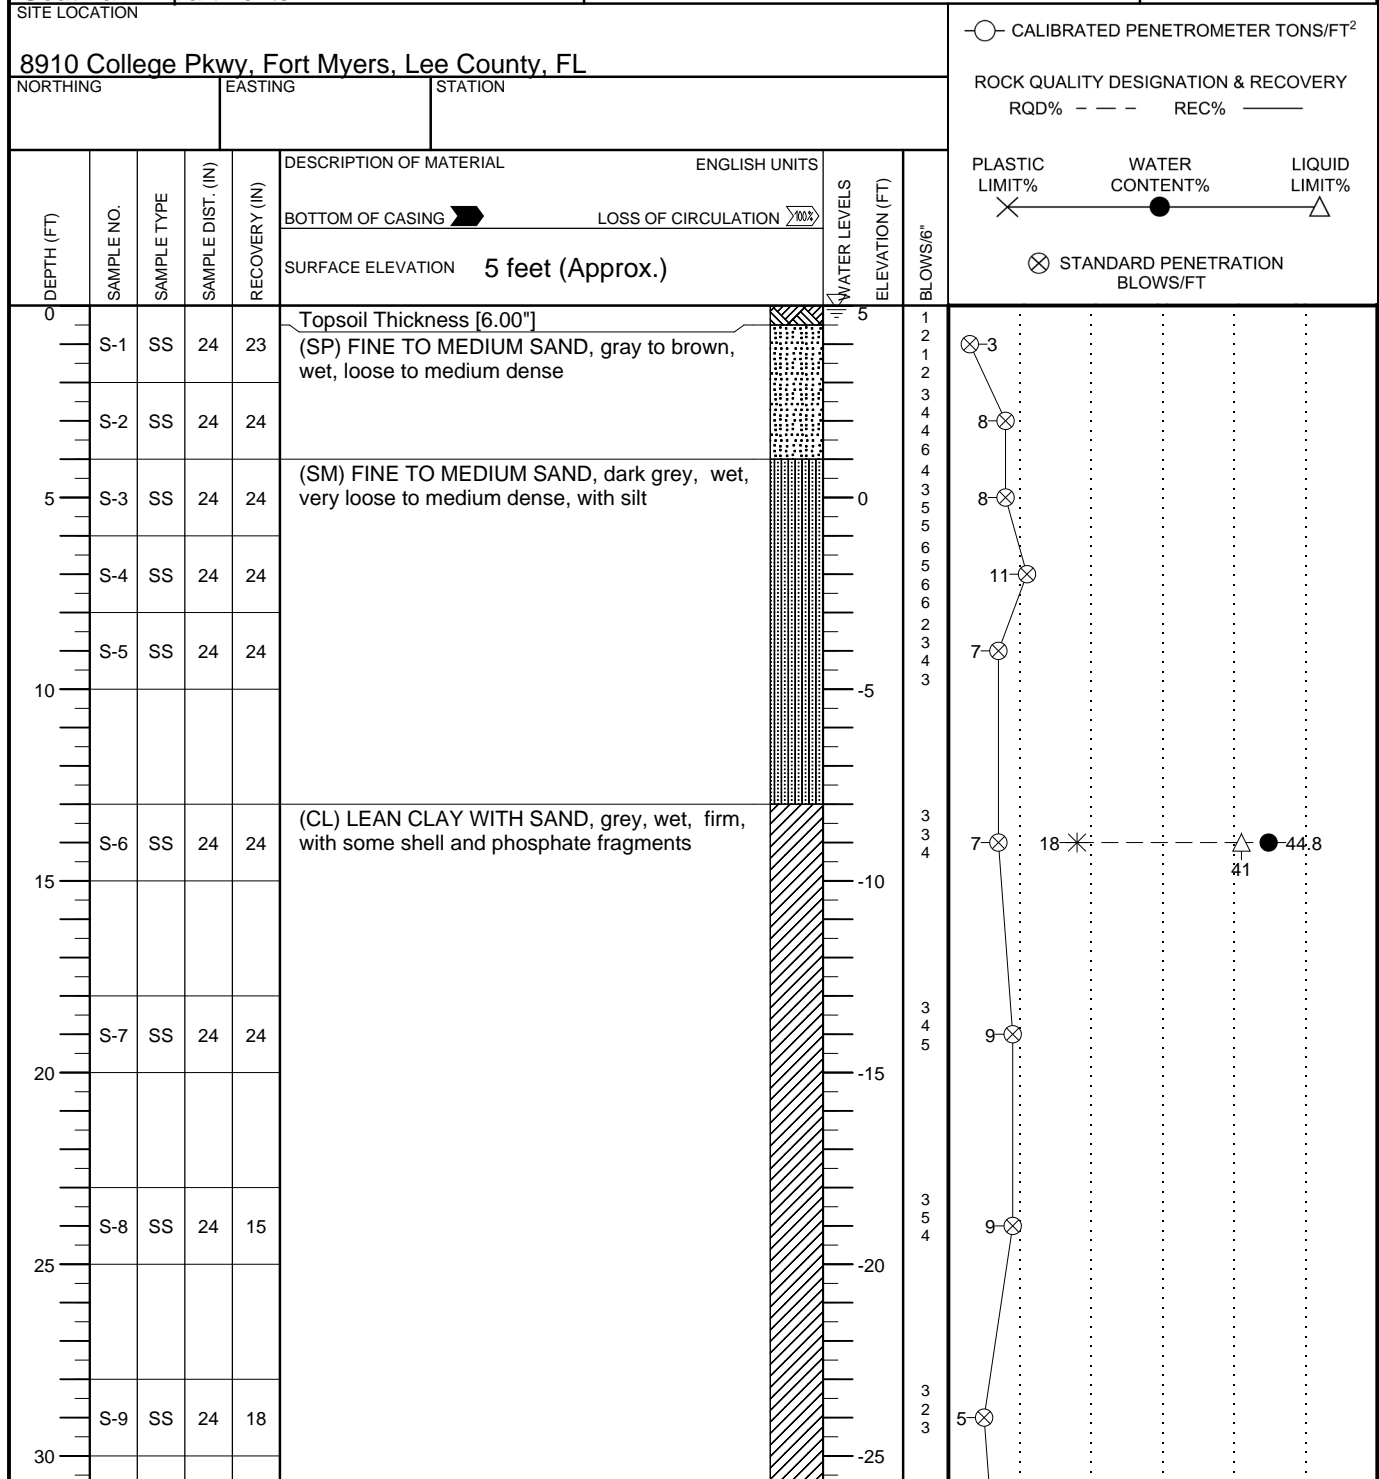 SITE LOCATION
8910 College Pkwy, Fort Myers, Lee County, FL
NORTHING EASTING STATION
CALIBRATED PENETROMETER TONS/FT²
ROCK QUALITY DESIGNATION & RECOVERY
RQD% REC%
PLASTIC LIMIT% WATER CONTENT% LIQUID LIMIT%
STANDARD PENETRATION BLOWS/FT
DEPTH (FT)
SAMPLE NO.
SAMPLE TYPE
SAMPLE DIST. (IN)
RECOVERY (IN)
DESCRIPTION OF MATERIAL ENGLISH UNITS
BOTTOM OF CASING LOSS OF CIRCULATION 100%
SURFACE ELEVATION 5 feet (Approx.)
WATER LEVELS
ELEVATION (FT)
BLOWS/6"
0 5
Topsoil Thickness [6.00"]
S-1 SS 24 23 1 2 1 2 3
(SP) FINE TO MEDIUM SAND, gray to brown,
wet, loose to medium dense
S-2 SS 24 24 3 4 4 6 8
(SM) FINE TO MEDIUM SAND, dark grey, wet,
very loose to medium dense, with silt
5 S-3 SS 24 24 0 4 3 5 5 8
S-4 SS 24 24 6 5 6 6 11
S-5 SS 24 24 2 3 4 3 7
10 -5
(CL) LEAN CLAY WITH SAND, grey, wet, firm,
with some shell and phosphate fragments
S-6 SS 24 24 3 3 4 7 18 41 44.8
15 -10
S-7 SS 24 24 3 4 5 9
20 -15
S-8 SS 24 15 3 5 4 9
25 -20
S-9 SS 24 18 3 2 3 5
30 -25